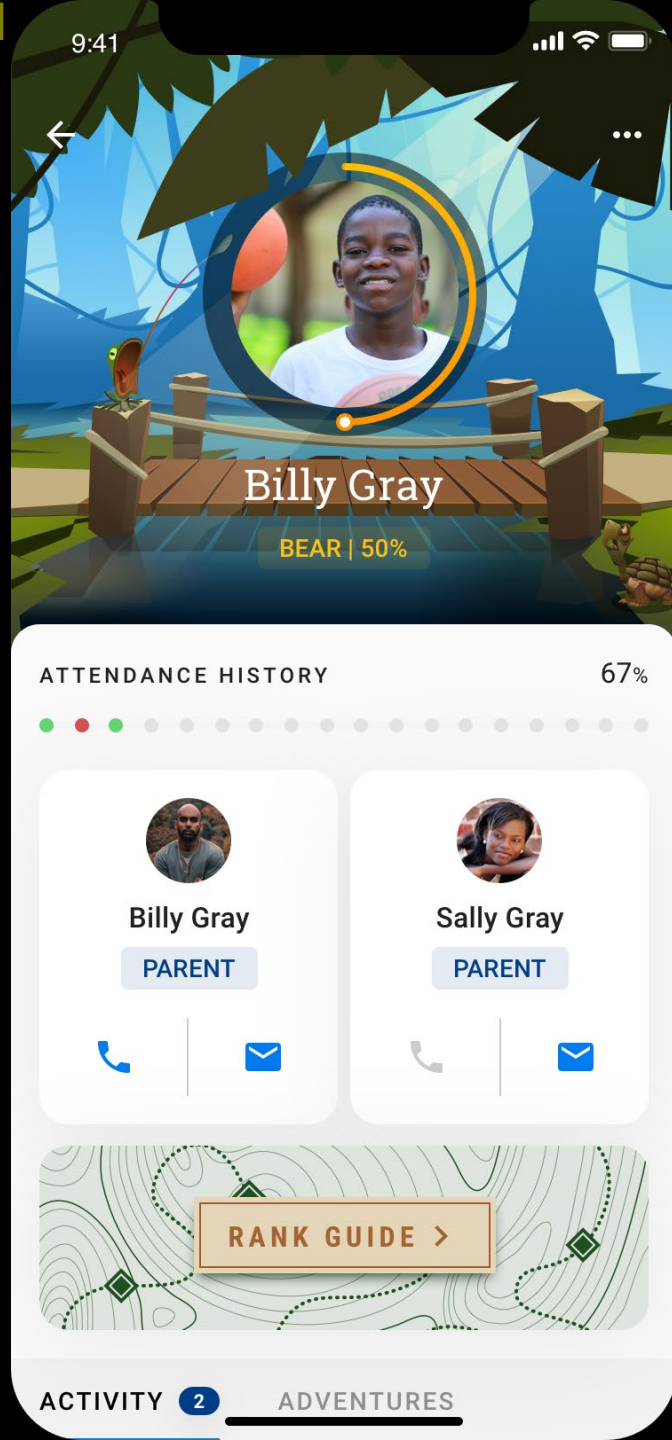 9:41
Billy Gray
BEAR | 50%
ATTENDANCE HISTORY 67%
Billy Gray Sally Gray
PARENT PARENT
RANK GUIDE >
ACTIVITY 2 ADVENTURES